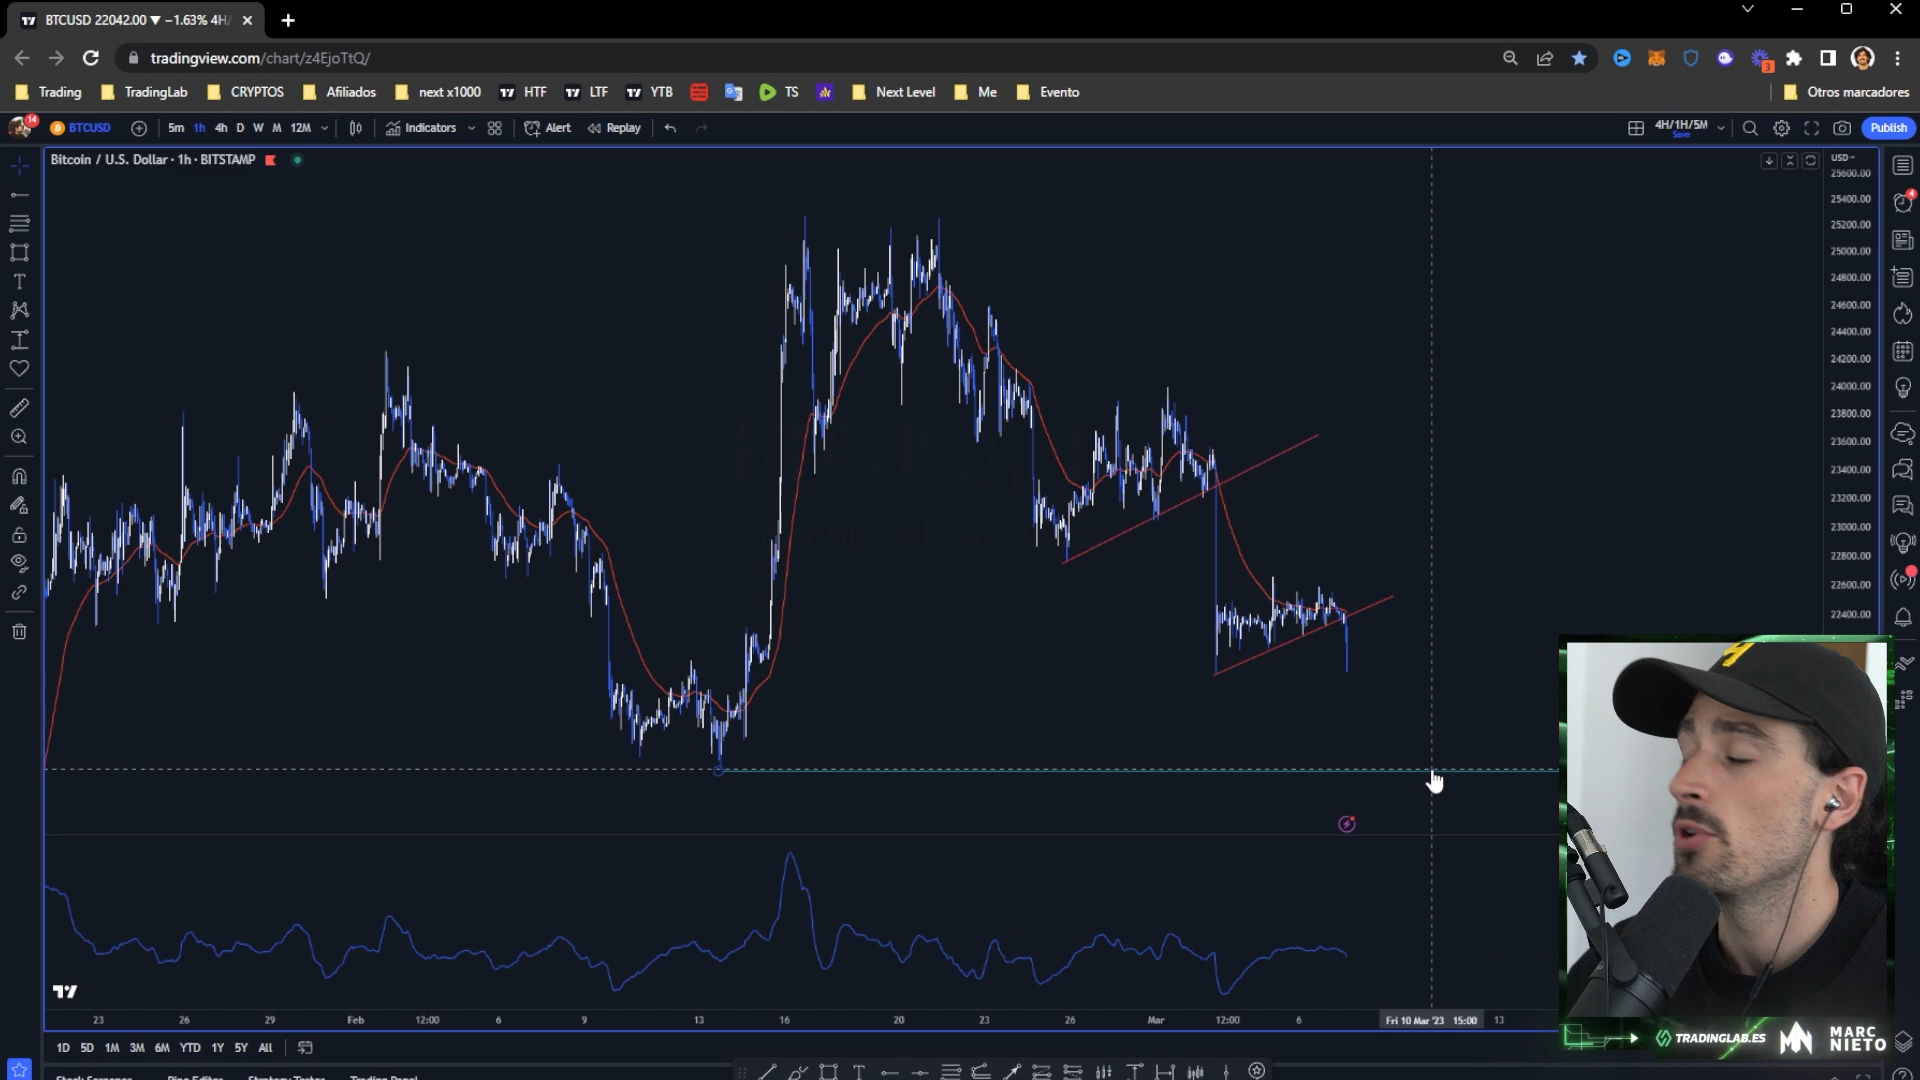 BTCUSD 22042.00 ▼ −1.63% 4H/
tradingview.com/chart/z4EjoTtQ/
3
Trading TradingLab CRYPTOS Afiliados next x1000 HTF LTF YTB TS Next Level Me Evento Otros marcadores
14
BTCUSD 5m 1h 4h D W M 12M Indicators Alert Replay 4H/1H/5M Publish
Save
Bitcoin / U.S. Dollar · 1h · BITSTAMP
USD
25600.00
25400.00
4
25200.00
25000.00
24800.00
24600.00
24400.00
24200.00
24000.00
23800.00
23600.00
23400.00
23200.00
23000.00
22800.00
22600.00
22400.00
23 26 29 Feb 12:00 6 9 13 16 20 23 26 Mar 12:00 6 Fri 10 Mar '23 15:00 13
1D 5D 1M 3M 6M YTD 1Y 5Y All
TRADINGLAB.ES
MARC
NIETO